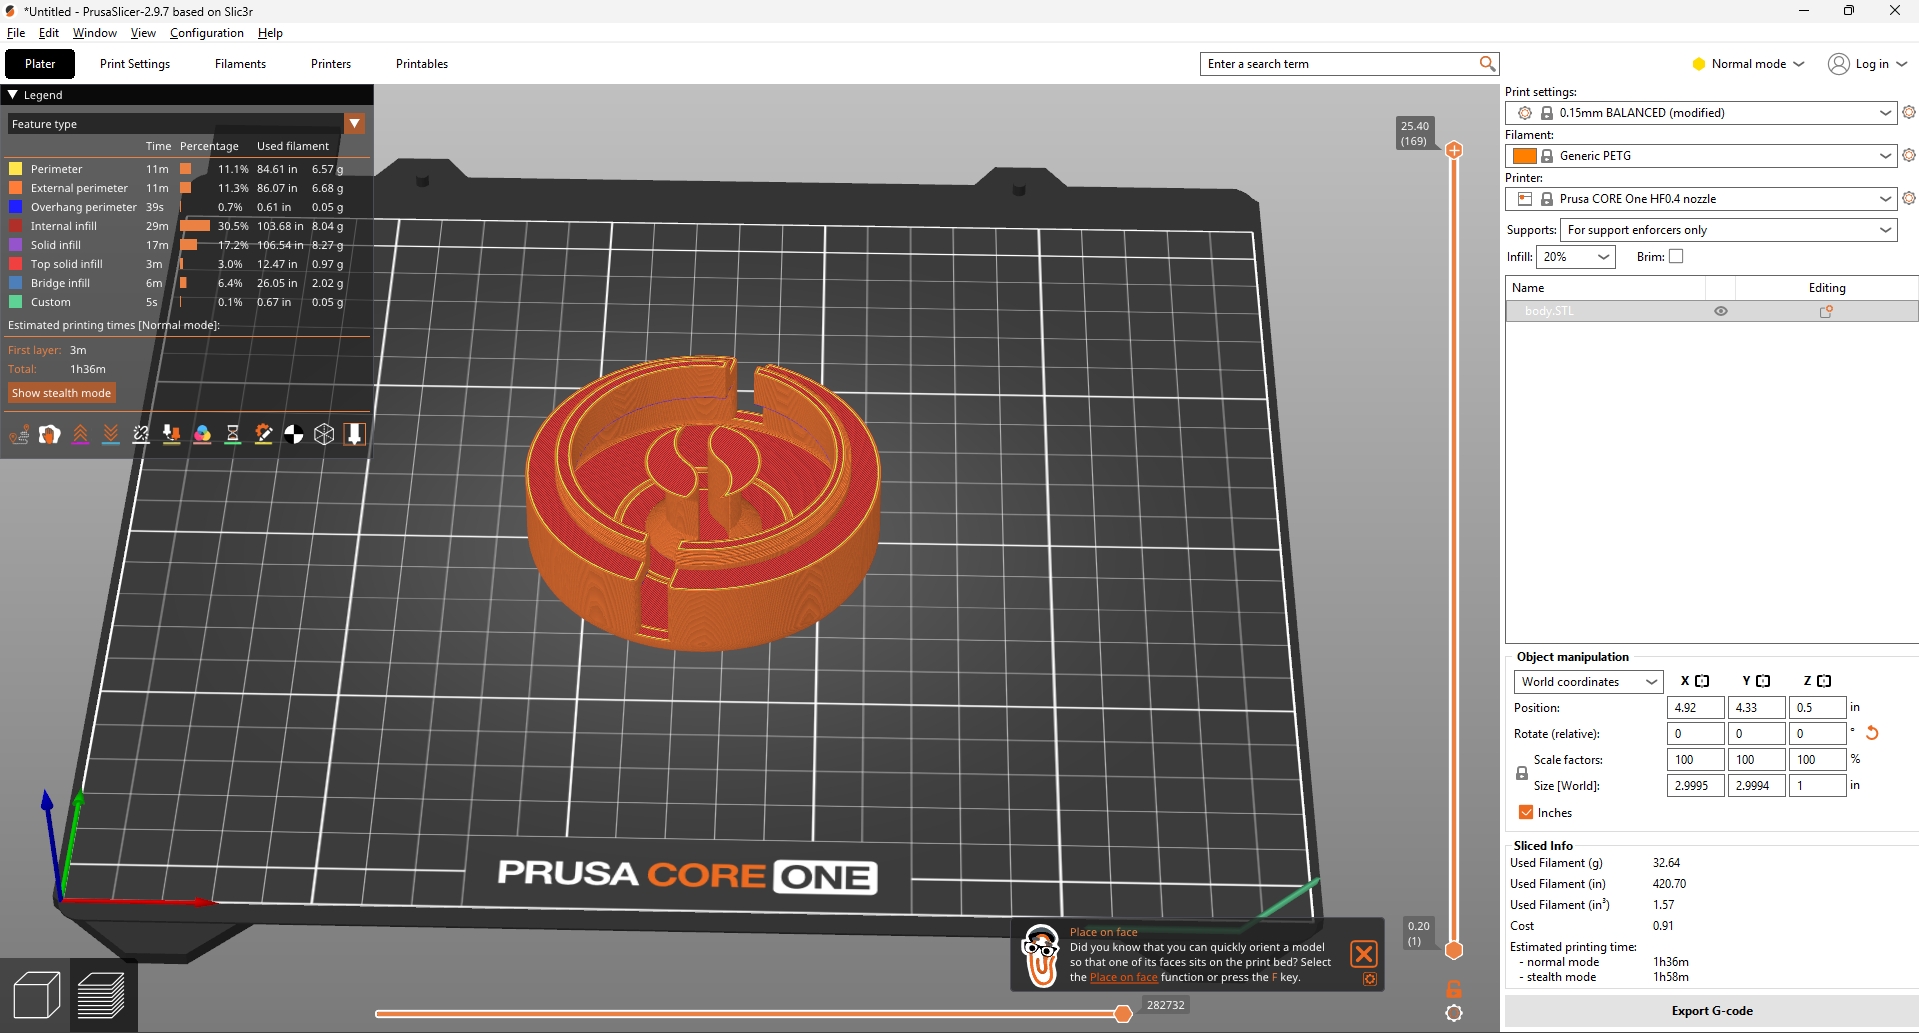 *Untitled - PrusaSlicer-2.9.7 based on Slic3r
File Edit Window View Configuration Help
Plater Print Settings Filaments Printers Printables
Enter a search term
Normal mode
Log in
Legend
Feature type
Time Percentage Used filament
Perimeter 11m 11.1% 84.61 in 6.57 g
External perimeter 11m 11.3% 86.07 in 6.68 g
Overhang perimeter 39s 0.7% 0.61 in 0.05 g
Internal infill 29m 30.5% 103.68 in 8.04 g
Solid infill 17m 17.2% 106.54 in 8.27 g
Top solid infill 3m 3.0% 12.47 in 0.97 g
Bridge infill 6m 6.4% 26.05 in 2.02 g
Custom 5s 0.1% 0.67 in 0.05 g
Estimated printing times [Normal mode]:
First layer: 3m
Total: 1h36m
Show stealth mode
25.40
(169)
PRUSA CORE ONE
0.20
(1)
Place on face
Did you know that you can quickly orient a model
so that one of its faces sits on the print bed? Select
the Place on face function or press the F key.
282732
Print settings:
0.15mm BALANCED (modified)
Filament:
Generic PETG
Printer:
Prusa CORE One HF0.4 nozzle
Supports: For support enforcers only
Infill: 20% Brim:
Name Editing
body.STL
Object manipulation
World coordinates X Y Z
Position: 4.92 4.33 0.5 in
Rotate (relative): 0 0 0 °
Scale factors: 100 100 100 %
Size [World]: 2.9995 2.9994 1 in
Inches
Sliced Info
Used Filament (g) 32.64
Used Filament (in) 420.70
Used Filament (in³) 1.57
Cost 0.91
Estimated printing time:
- normal mode 1h36m
- stealth mode 1h58m
Export G-code